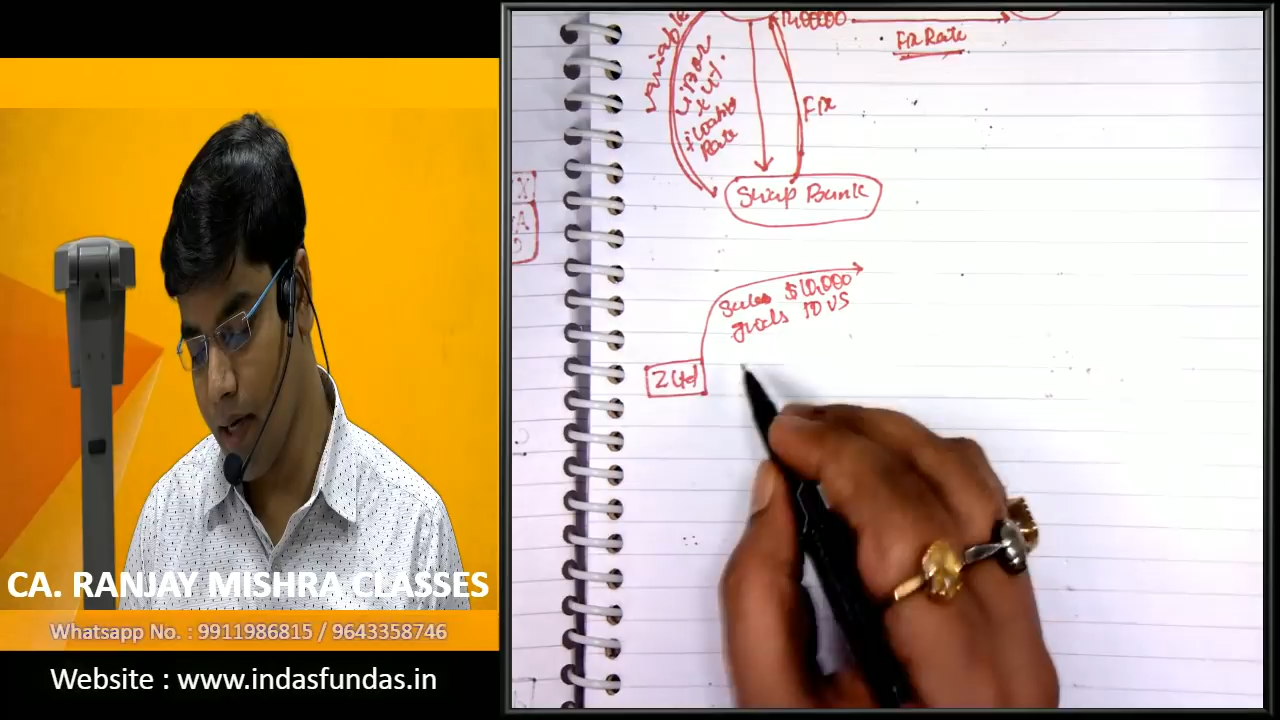 CA. RANJAY MISHRA CLASSES
Whatsapp No. : 9911986815 / 9643358746
Website : www.indasfundas.in
Fix Rate
variable
LIBOR
Rate
Fix
Swap Bank
Sales $10,000
goods to US
Z Ltd
X
A